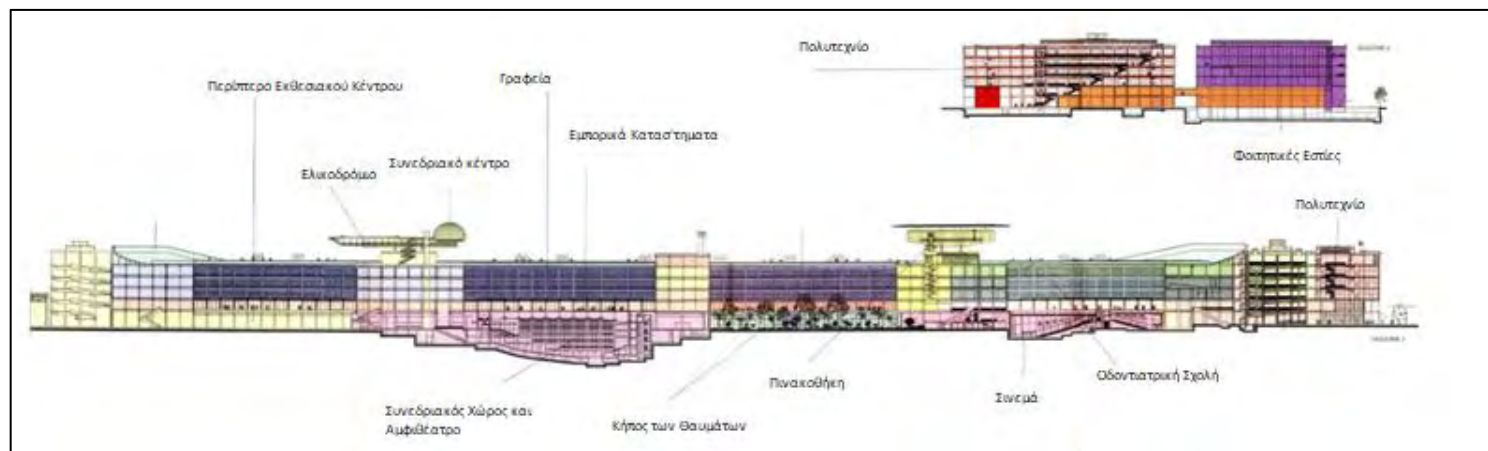 Πολυτεχνίο
Περίπτερο Εκθεσιακού Κέντρου
Γραφεία
Εμπορικά Καταστήματα
Συνεδριακό κέντρο
Ελικοδρόμιο
Φοιτητικές Εστίες
Πολυτεχνίο
Πινακοθήκη
Οδοντιατρική Σχολή
Σινεμά
Συνεδριακός Χώρος και
Αμφιθέατρο
Κήπος των Θαυμάτων